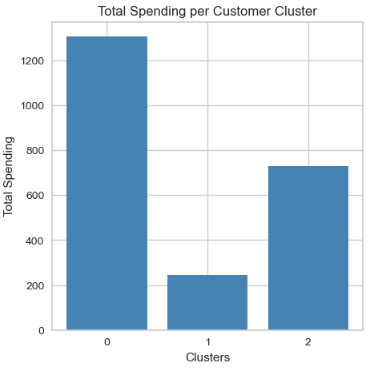 Total Spending per Customer Cluster
1200
1000
800
600
400
200
0
Total Spending
0 1 2
Clusters